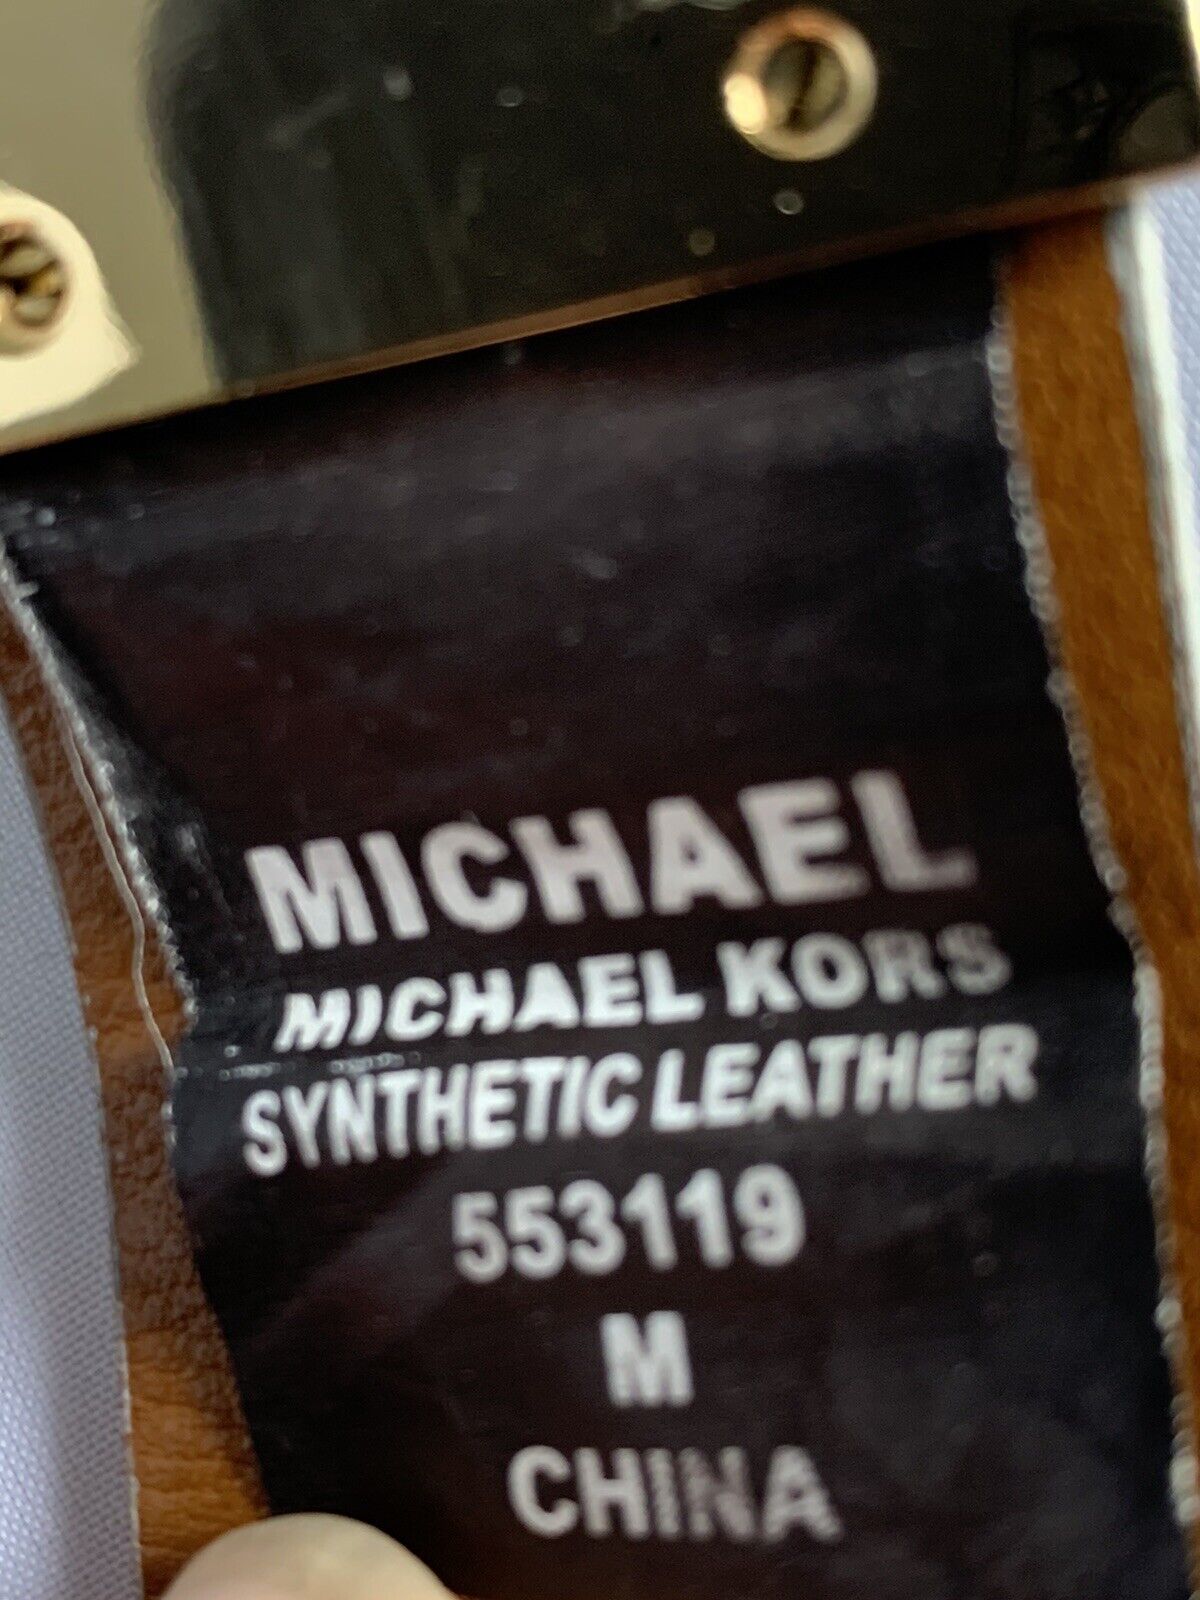 MICHAEL
MICHAEL KORS
SYNTHETIC LEATHER
553119
M
CHINA